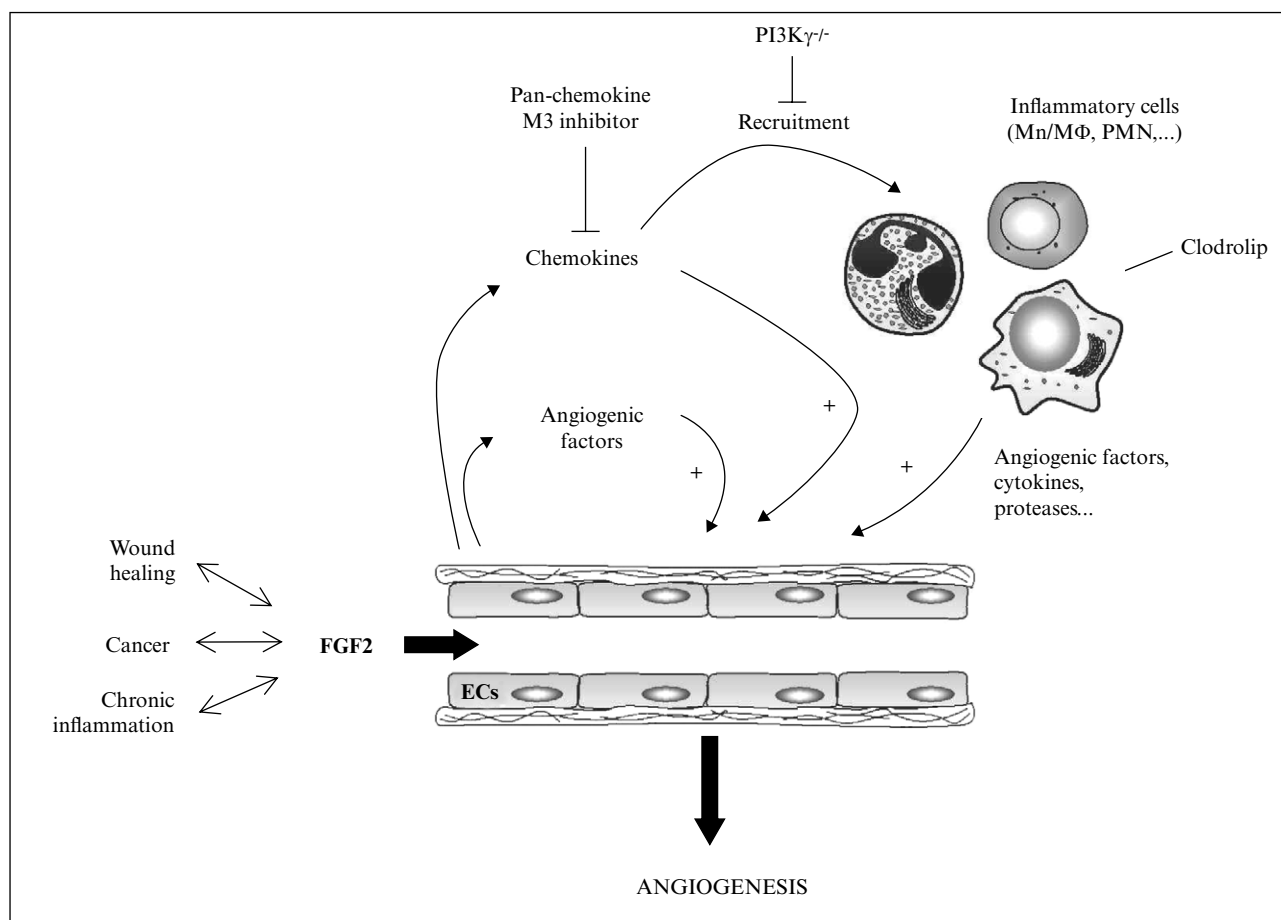 PI3Kγ-/-
Pan-chemokine
M3 inhibitor
Recruitment
Inflammatory cells
(Mn/MΦ, PMN,...)
Chemokines
Clodrolip
+
Angiogenic
factors
+
+
Angiogenic factors,
cytokines,
proteases...
Wound
healing
Cancer
FGF2
Chronic
inflammation
ECs
ANGIOGENESIS